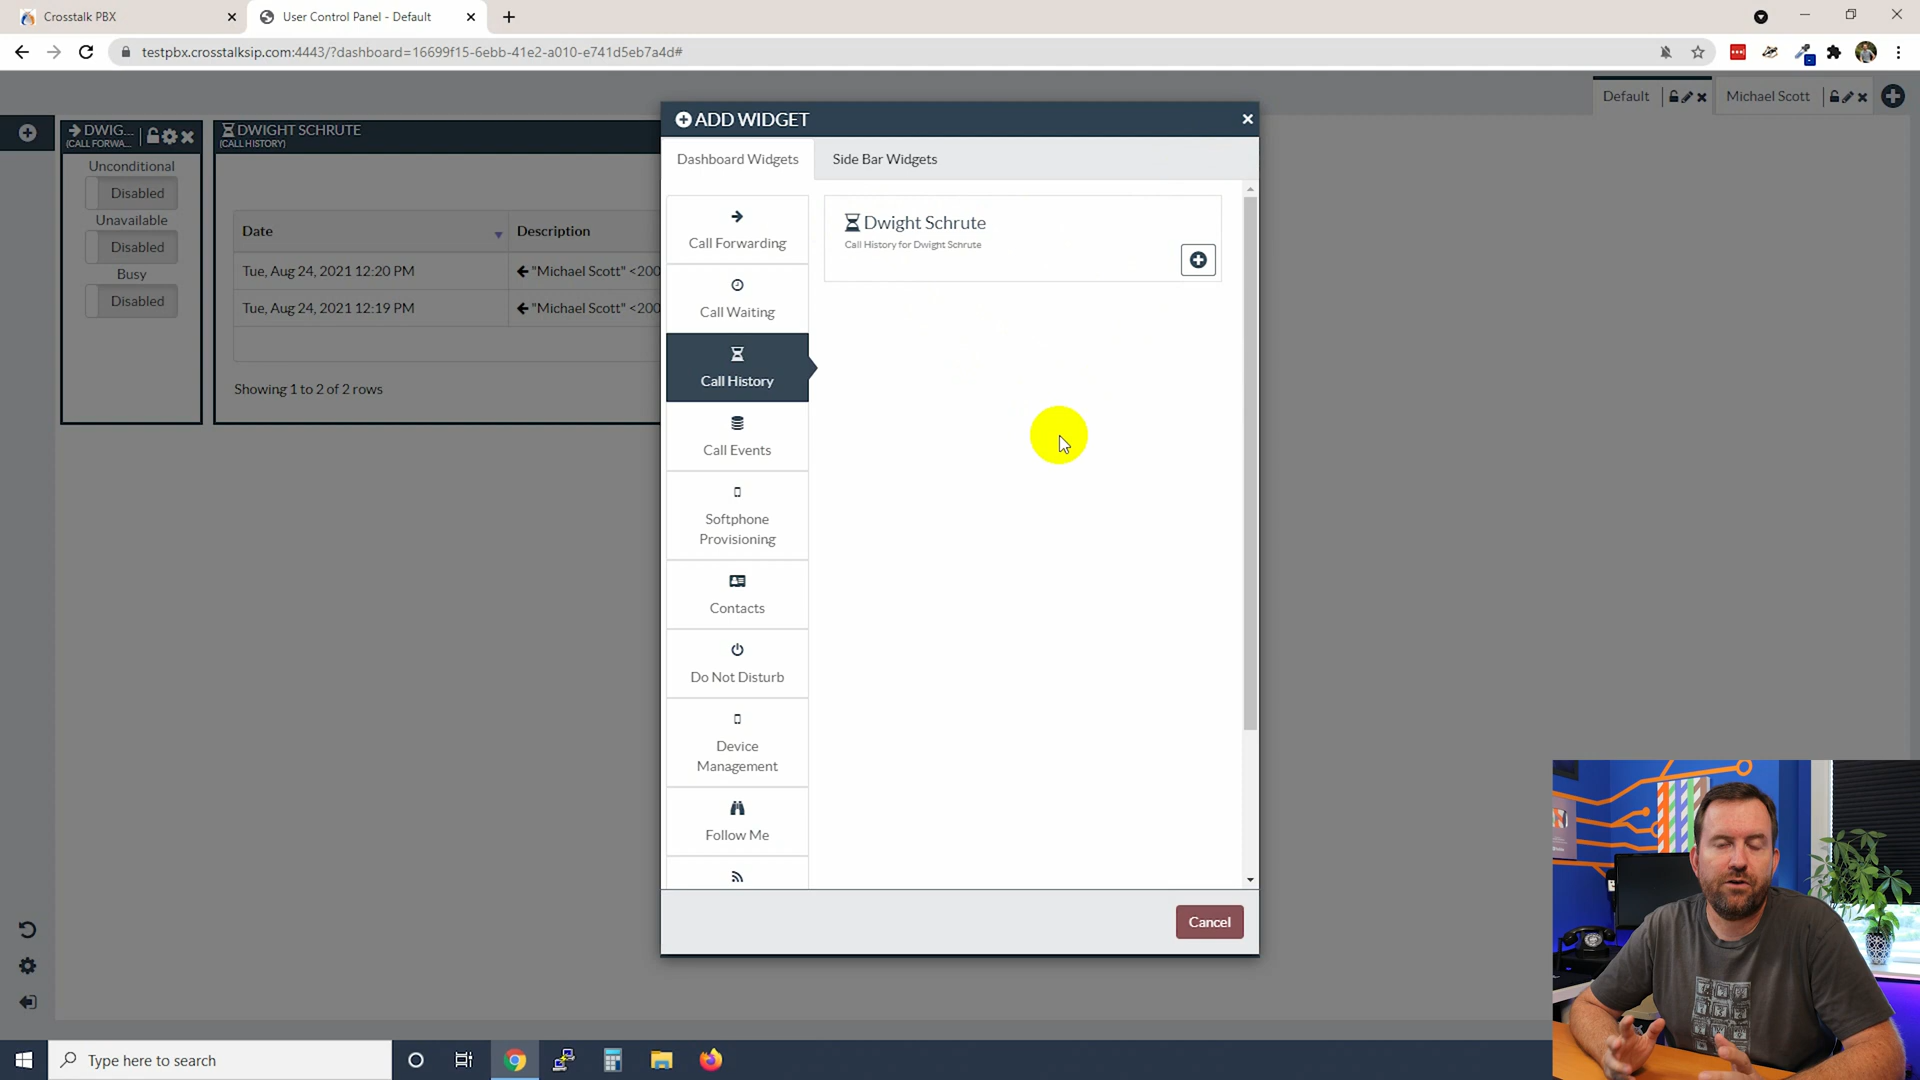 Crosstalk PBX
User Control Panel - Default
testpbx.crosstalksip.com:4443/?dashboard=16699f15-6ebb-41e2-a010-e741d5eb7a4d#
Default
Michael Scott
DWIG...
(CALL FORWA...
Unconditional
Disabled
Unavailable
Disabled
Busy
Disabled
DWIGHT SCHRUTE
(CALL HISTORY)
Date
Description
Tue, Aug 24, 2021 12:20 PM
"Michael Scott" <200
Tue, Aug 24, 2021 12:19 PM
"Michael Scott" <200
Showing 1 to 2 of 2 rows
ADD WIDGET
Dashboard Widgets
Side Bar Widgets
Call Forwarding
Call Waiting
Call History
Call Events
Softphone
Provisioning
Contacts
Do Not Disturb
Device
Management
Follow Me
Dwight Schrute
Call History for Dwight Schrute
Cancel
Type here to search